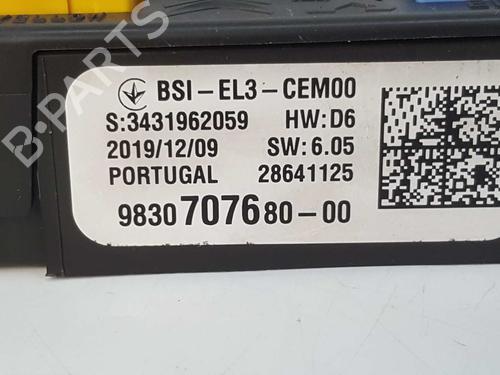 BSI-EL3-CEM00
S:3431962059 HW:D6
2019/12/09 SW:6.05
PORTUGAL 28641125
9830707680-00
B-PARTS